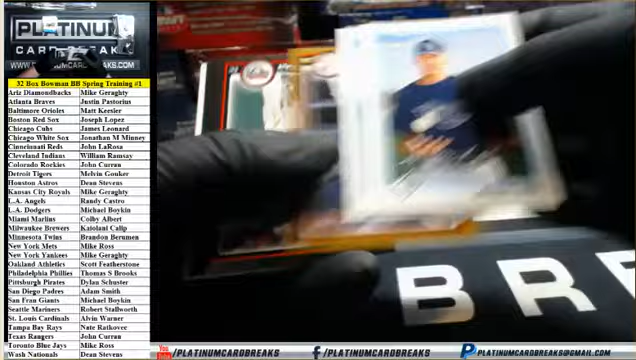 PLATINUM
CARD BREAKS
WWW.PLATINUMCARDBREAKS.COM
32 Box Bowman BB Spring Training #1
Ariz Diamondbacks Mike Geraghty
Atlanta Braves Justin Pastorius
Baltimore Orioles Matt Keesler
Boston Red Sox Joseph Lopez
Chicago Cubs James Leonard
Chicago White Sox Jonathan M Minney
Cincinnati Reds John LaRosa
Cleveland Indians William Ramsay
Colorado Rockies John Curran
Detroit Tigers Melvin Gouker
Houston Astros Dean Stevens
Kansas City Royals Mike Geraghty
L.A. Angels Randy Castro
L.A. Dodgers Michael Boykin
Miami Marlins Colby Albert
Milwaukee Brewers Kaiolani Calip
Minnesota Twins Brandon Berumen
New York Mets Mike Ross
New York Yankees Mike Geraghty
Oakland Athletics Scott Featherstone
Philadelphia Phillies Thomas S Brooks
Pittsburgh Pirates Dylan Schuster
San Diego Padres Adam Smith
San Fran Giants Michael Boykin
Seattle Mariners Robert Stallworth
St. Louis Cardinals Alvin Warner
Tampa Bay Rays Nate Ratkovec
Texas Rangers John Curran
Toronto Blue Jays Mike Ross
Wash Nationals Dean Stevens
BRE
You Tube /PLATINUMCARDBREAKS f /PLATINUMCARDBREAKS P PLATINUMCARDBREAKS@GMAIL.COM